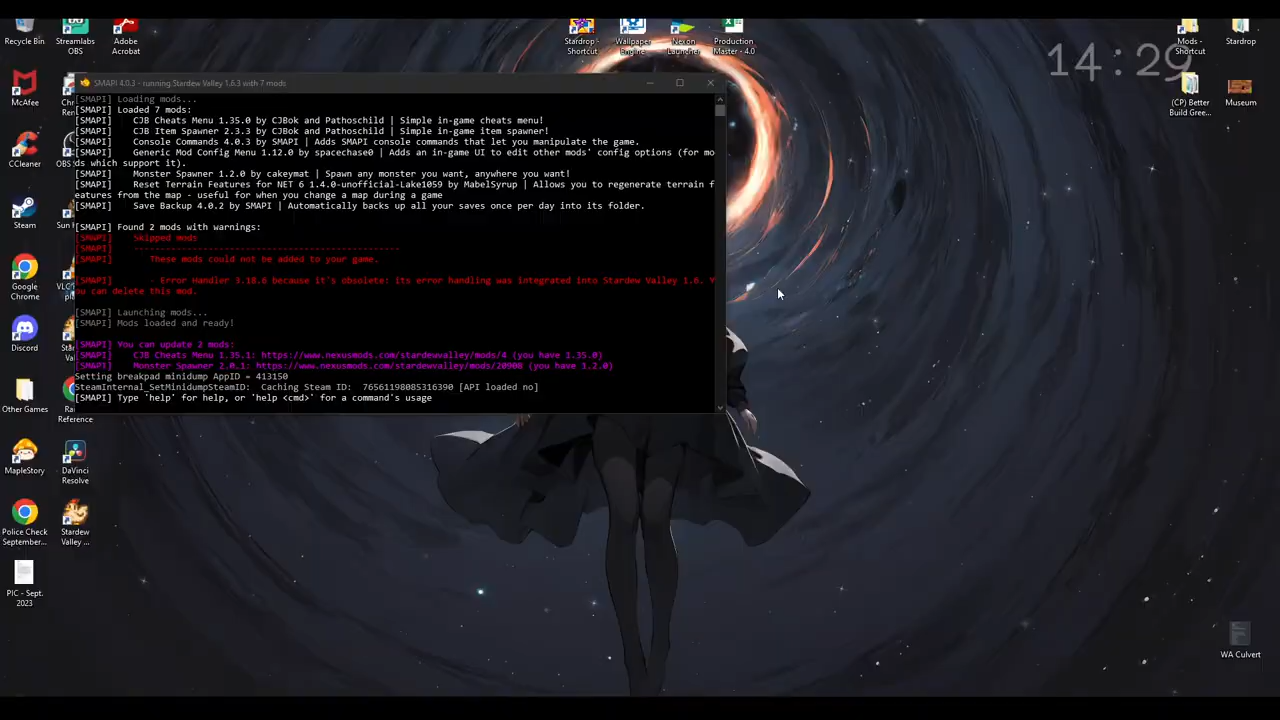 Recycle Bin
Streamlabs
OBS
Adobe
Acrobat
Stardrop -
Shortcut
Wallpaper
Engine
Nexon
Launcher
Production
Master - 4.0
Mods -
Shortcut
Stardrop
14:29
SMAPI 4.0.3 - running Stardew Valley 1.6.3 with 7 mods
[SMAPI] Loading mods...
[SMAPI] Loaded 7 mods:
[SMAPI] CJB Cheats Menu 1.35.0 by CJBok and Pathoschild | Simple in-game cheats menu!
[SMAPI] CJB Item Spawner 2.3.3 by CJBok and Pathoschild | Simple in-game item spawner!
[SMAPI] Console Commands 4.0.3 by SMAPI | Adds SMAPI console commands that let you manipulate the game.
[SMAPI] Generic Mod Config Menu 1.12.0 by spacechase0 | Adds an in-game UI to edit other mods' config options (for mo
ds which support it).
[SMAPI] Monster Spawner 1.2.0 by cakeymat | Spawn any monster you want, anywhere you want!
[SMAPI] Reset Terrain Features for NET 6 1.4.0-unofficial-Lake1059 by MabelSyrup | Allows you to regenerate terrain f
eatures from the map - useful for when you change a map during a game
[SMAPI] Save Backup 4.0.2 by SMAPI | Automatically backs up all your saves once per day into its folder.
[SMAPI] Found 2 mods with warnings:
[SMAPI] Skipped mods
[SMAPI] --------------------------------------------------
[SMAPI] These mods could not be added to your game.
[SMAPI] - Error Handler 3.18.6 because it's obsolete: its error handling was integrated into Stardew Valley 1.6. Y
ou can delete this mod.
[SMAPI] Launching mods...
[SMAPI] Mods loaded and ready!
[SMAPI] You can update 2 mods:
[SMAPI] CJB Cheats Menu 1.35.1: https://www.nexusmods.com/stardewvalley/mods/4 (you have 1.35.0)
[SMAPI] Monster Spawner 2.0.1: https://www.nexusmods.com/stardewvalley/mods/20908 (you have 1.2.0)
Setting breakpad minidump AppID = 413150
SteamInternal_SetMinidumpSteamID: Caching Steam ID: 76561198085316390 [API loaded no]
[SMAPI] Type 'help' for help, or 'help <cmd>' for a command's usage
McAfee
(CP) Better
Build Gree...
Museum
CCleaner
OBS
Steam
Sun
Google
Chrome
VLC
Discord
Other Games
Reference
MapleStory
DaVinci
Resolve
Police Check
September...
Stardew
Valley ...
PIC - Sept.
2023
WA Culvert